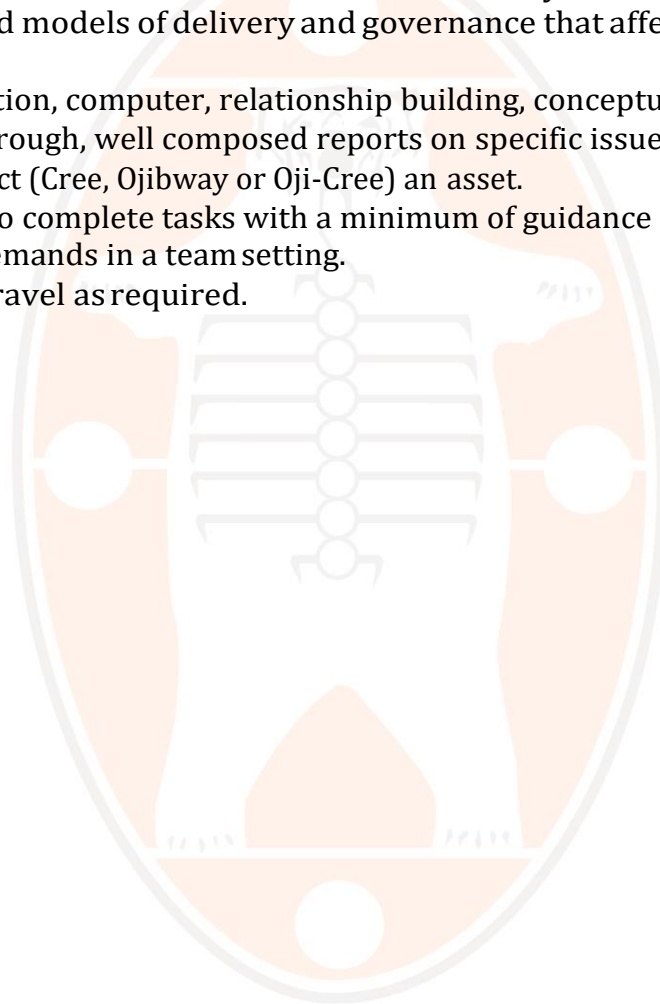 d models of delivery and governance that affe
tion, computer, relationship building, conceptu
rough, well composed reports on specific issue
ct (Cree, Ojibway or Oji-Cree) an asset.
o complete tasks with a minimum of guidance
emands in a team setting.
ravel as required.